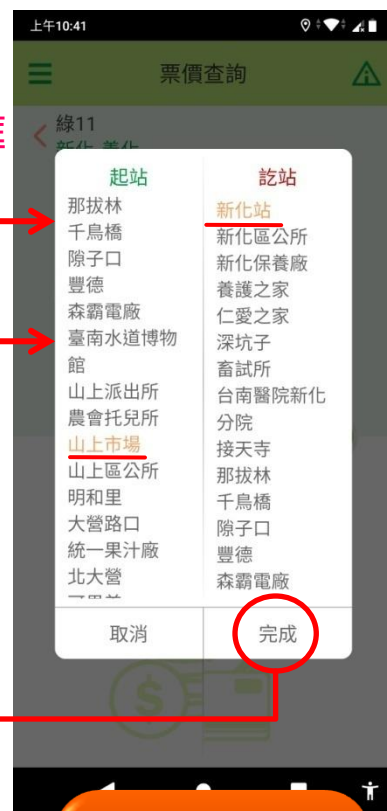 上午10:41
票價查詢
綠11
新化-善化
起站
那拔林
千鳥橋
隙子口
豐德
森霸電廠
臺南水道博物
館
山上派出所
農會托兒所
山上市場
山上區公所
明和里
大營路口
統一果汁廠
北大營
訖站
新化站
新化區公所
新化保養廠
養護之家
仁愛之家
深坑子
畜試所
台南醫院新化
分院
接天寺
那拔林
千鳥橋
隙子口
豐德
森霸電廠
取消
完成